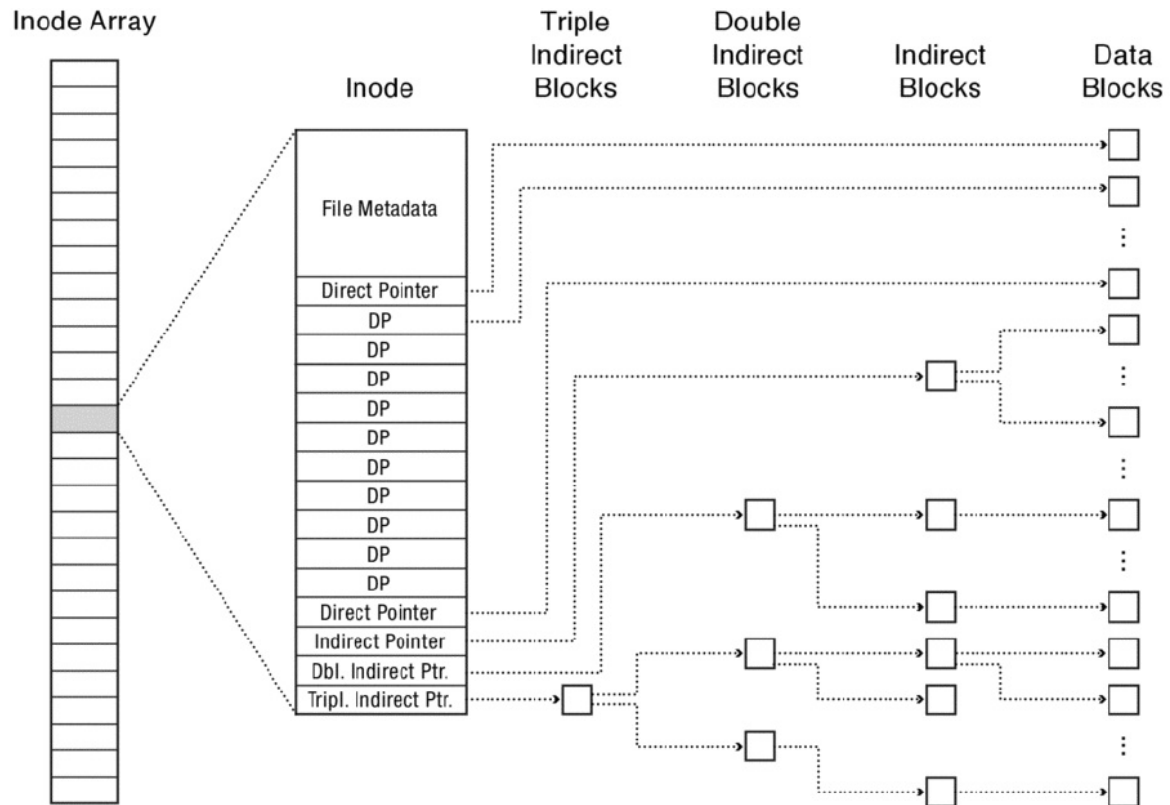 Inode Array
Inode
Triple
Indirect
Blocks
Double
Indirect
Blocks
Indirect
Blocks
Data
Blocks
File Metadata
Direct Pointer
DP
DP
DP
DP
DP
DP
DP
DP
DP
DP
Direct Pointer
Indirect Pointer
Dbl. Indirect Ptr.
Tripl. Indirect Ptr.